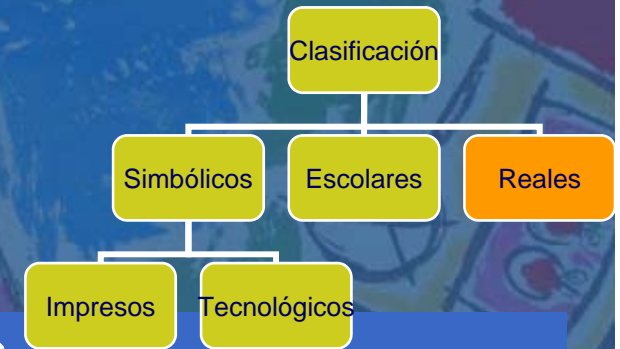 Clasificación
Simbólicos Escolares Reales
Impresos Tecnológicos